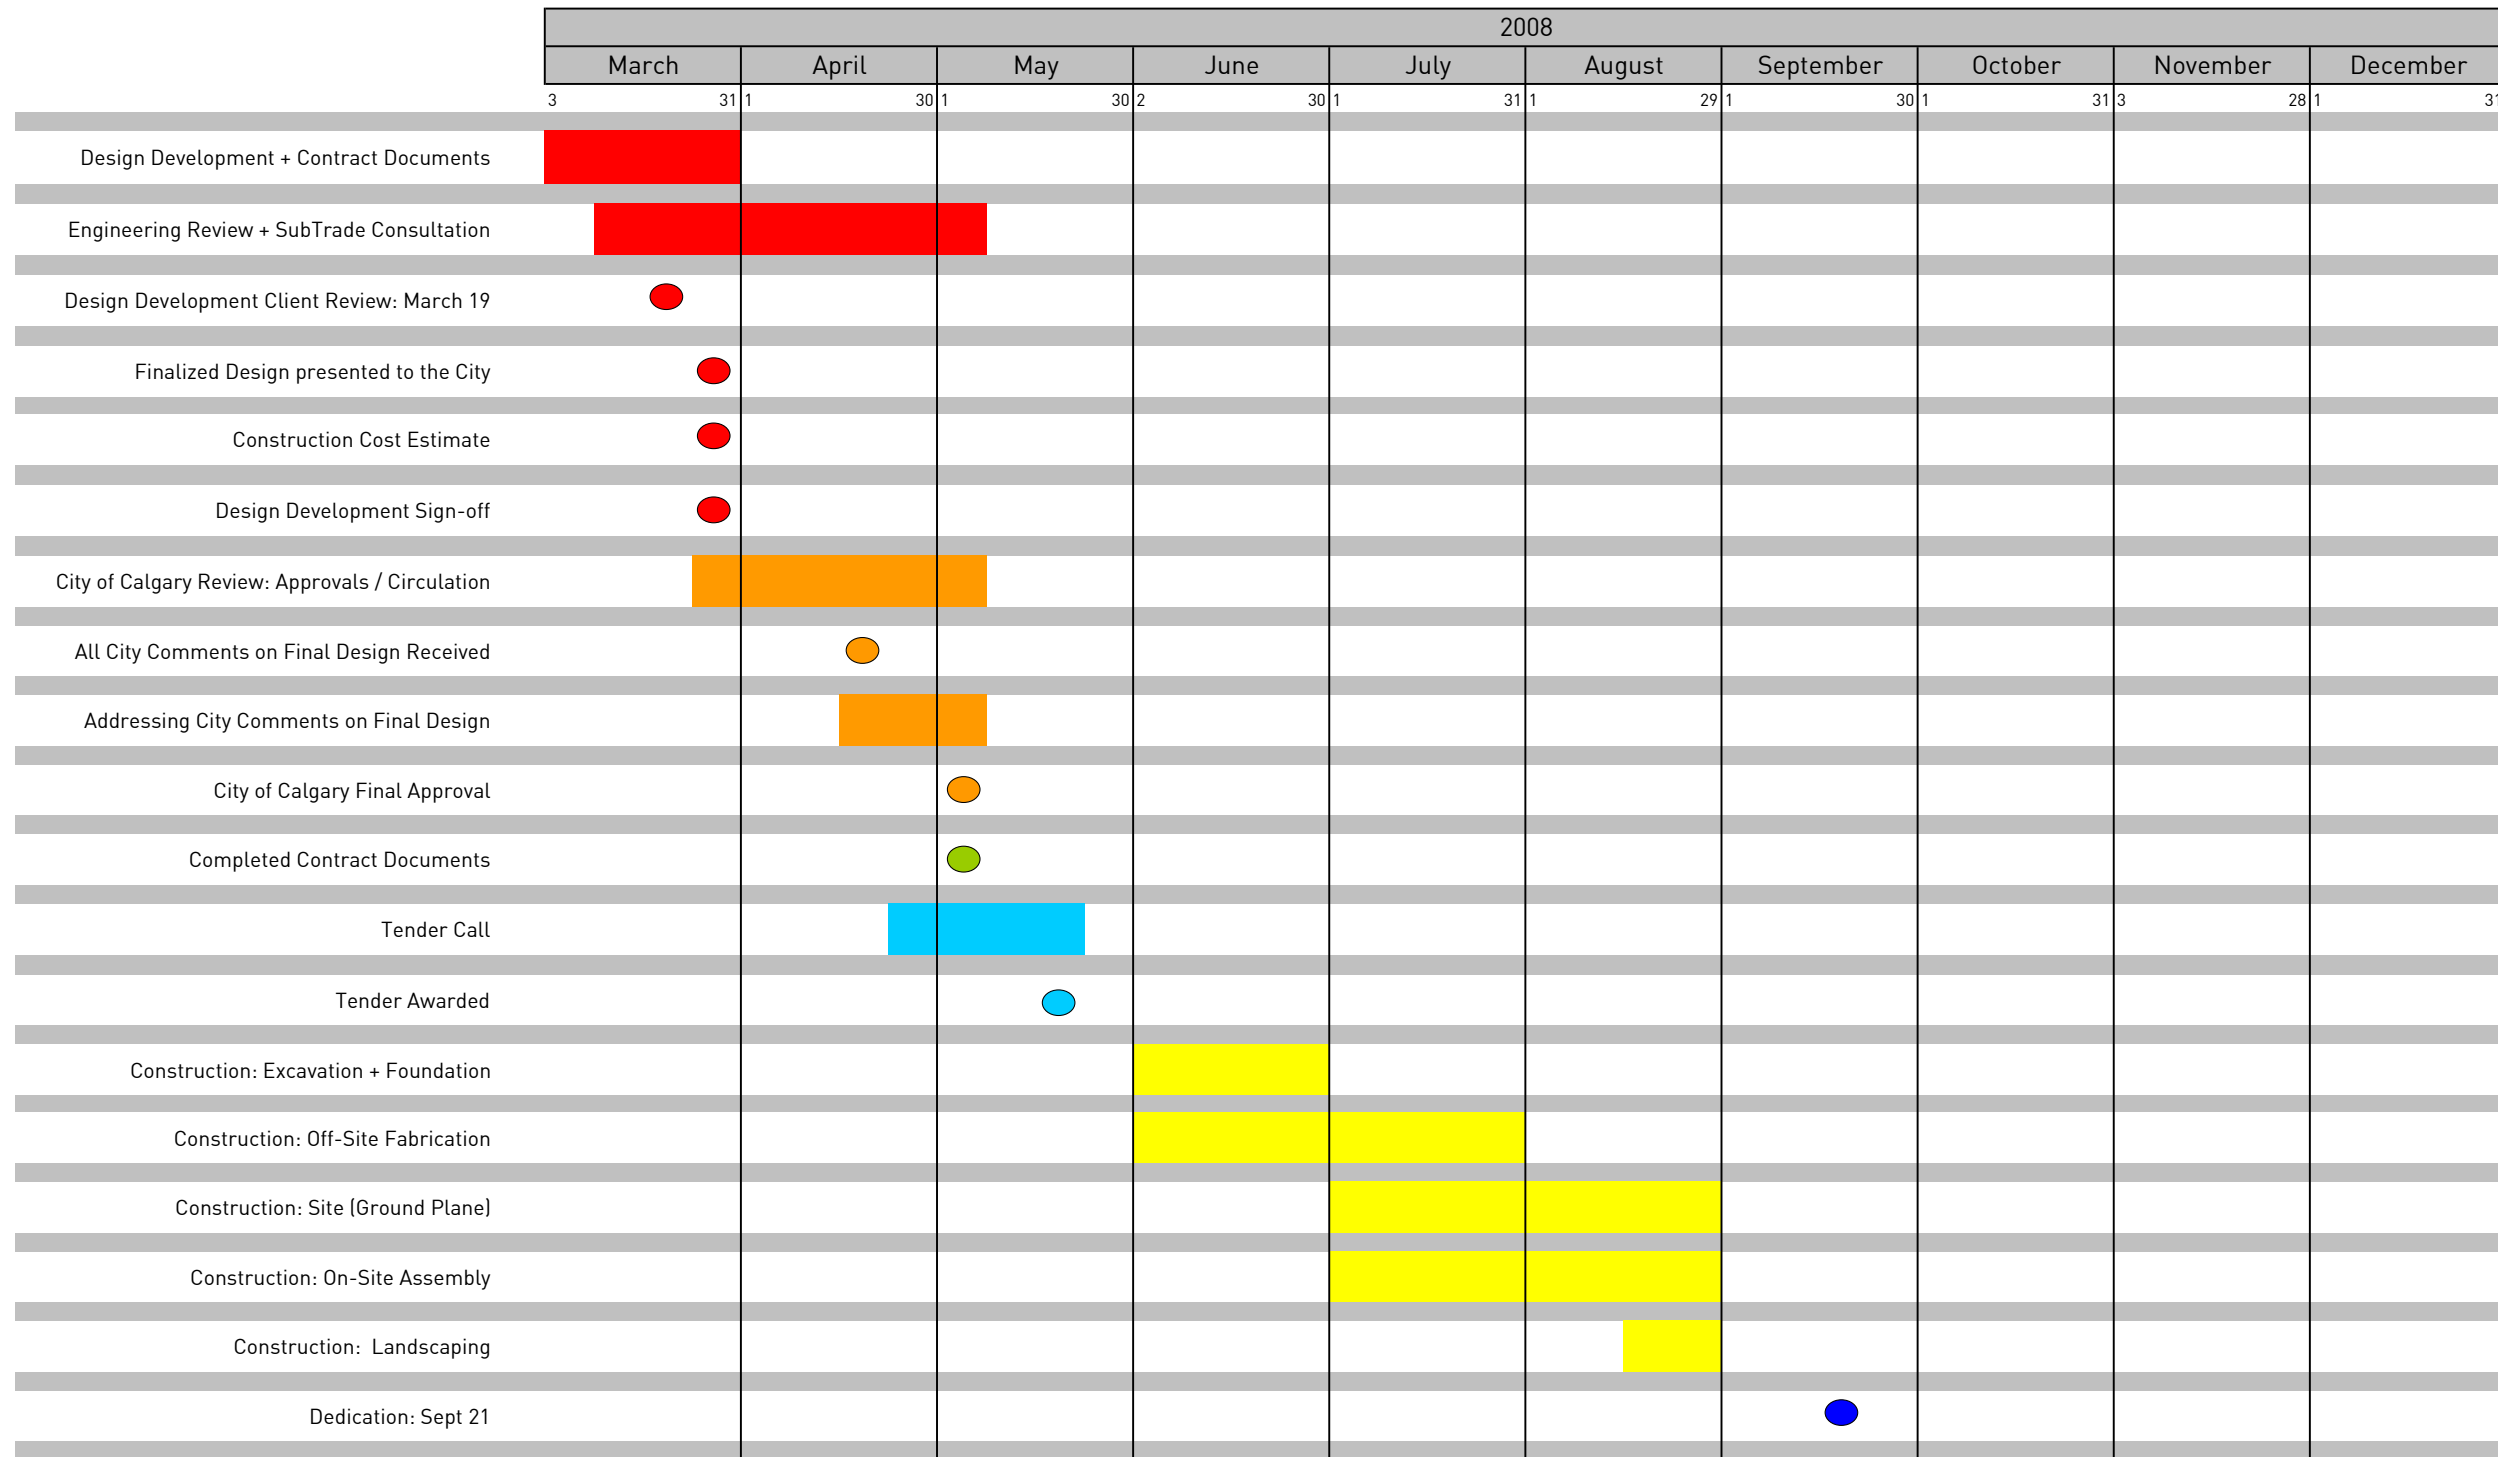 2008
March April May June July August September October November December
3 31 1 30 1 30 2 30 1 31 1 29 1 30 1 31 3 28 1 31
Design Development + Contract Documents
Engineering Review + SubTrade Consultation
Design Development Client Review: March 19
Finalized Design presented to the City
Construction Cost Estimate
Design Development Sign-off
City of Calgary Review: Approvals / Circulation
All City Comments on Final Design Received
Addressing City Comments on Final Design
City of Calgary Final Approval
Completed Contract Documents
Tender Call
Tender Awarded
Construction: Excavation + Foundation
Construction: Off-Site Fabrication
Construction: Site (Ground Plane)
Construction: On-Site Assembly
Construction:  Landscaping
Dedication: Sept 21